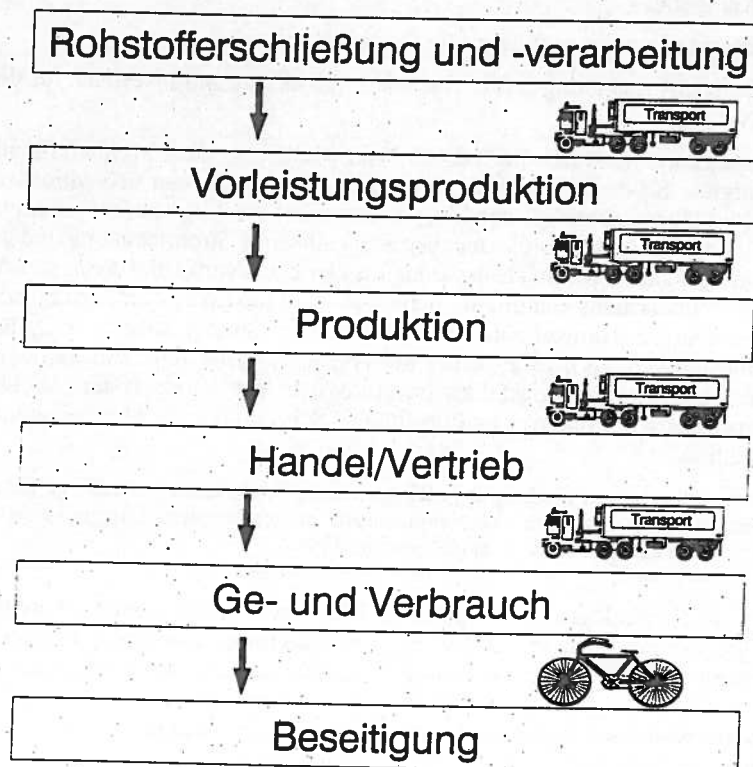 Rohstofferschließung und -verarbeitung
Transport
Vorleistungsproduktion
Transport
Produktion
Transport
Handel/Vertrieb
Transport
Ge- und Verbrauch
Beseitigung